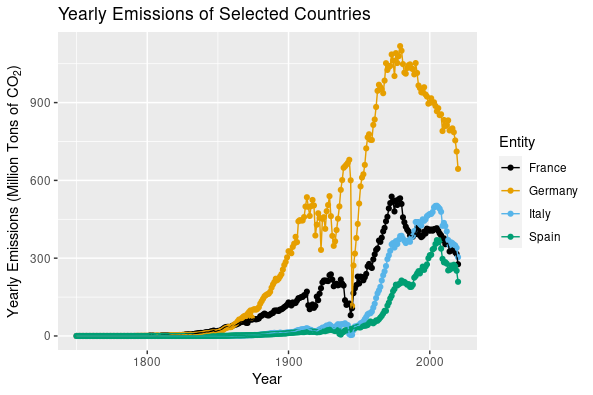 Yearly Emissions of Selected Countries
Yearly Emissions (Million Tons of CO₂)
900
600
300
0
1800
1900
2000
Year
Entity
France
Germany
Italy
Spain